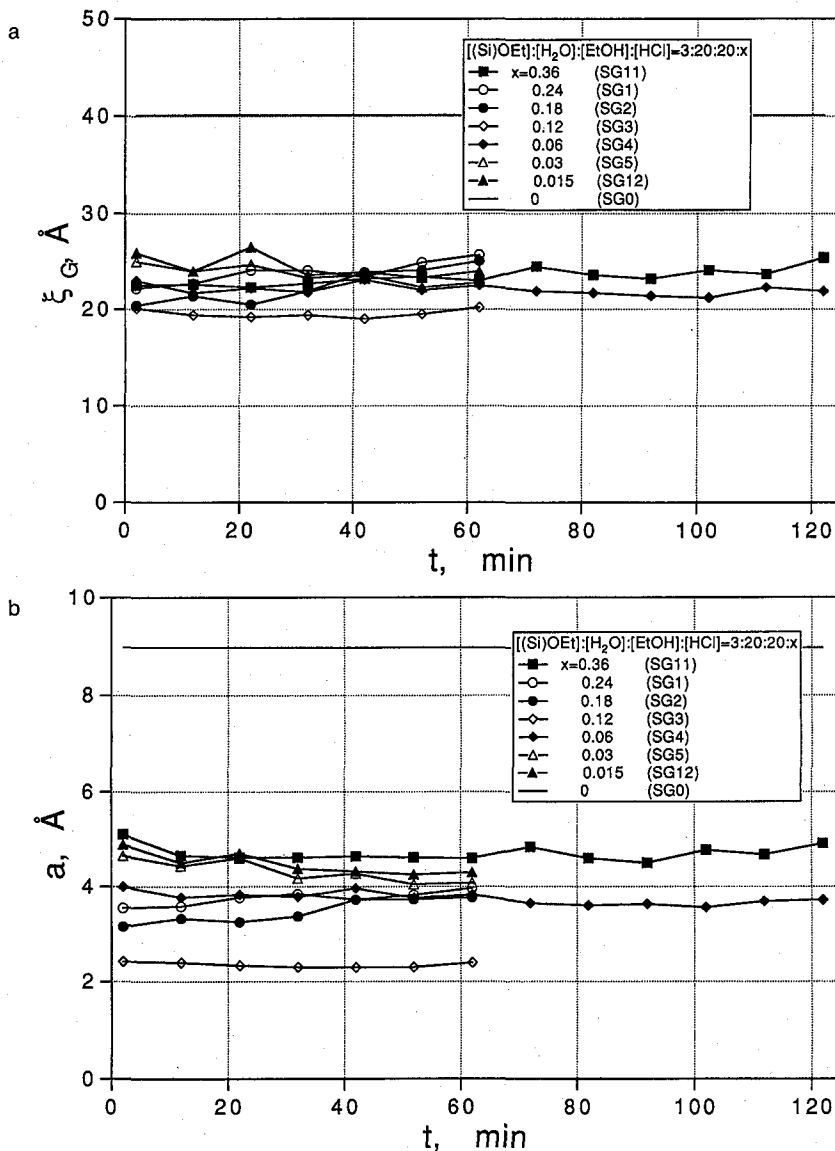 a
50
40
30
20
10
0
ξG, Å
[((Si)OEt]:[H2O]:[EtOH]:[HCl]=3:20:20:x
x=0.36 (SG11)
0.24 (SG1)
0.18 (SG2)
0.12 (SG3)
0.06 (SG4)
0.03 (SG5)
0.015 (SG12)
0 (SG0)
0 20 40 60 80 100 120
t, min
b
10
8
6
4
2
0
a, Å
[((Si)OEt]:[H2O]:[EtOH]:[HCl]=3:20:20:x
x=0.36 (SG11)
0.24 (SG1)
0.18 (SG2)
0.12 (SG3)
0.06 (SG4)
0.03 (SG5)
0.015 (SG12)
0 (SG0)
0 20 40 60 80 100 120
t, min